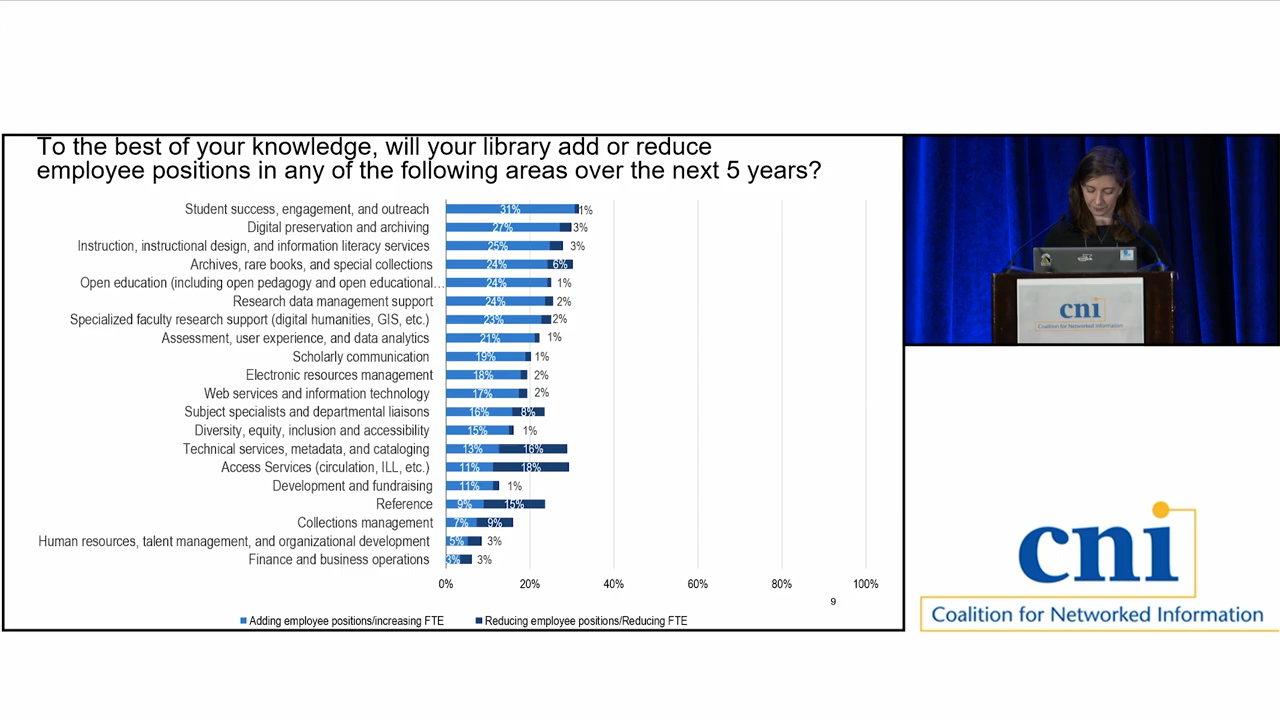 To the best of your knowledge, will your library add or reduce
employee positions in any of the following areas over the next 5 years?
Student success, engagement, and outreach 31% 1%
Digital preservation and archiving 27% 3%
Instruction, instructional design, and information literacy services 25% 3%
Archives, rare books, and special collections 24% 6%
Open education (including open pedagogy and open educational... 24% 1%
Research data management support 24% 2%
Specialized faculty research support (digital humanities, GIS, etc.) 23% 2%
Assessment, user experience, and data analytics 21% 1%
Scholarly communication 19% 1%
Electronic resources management 18% 2%
Web services and information technology 17% 2%
Subject specialists and departmental liaisons 16% 8%
Diversity, equity, inclusion and accessibility 15% 1%
Technical services, metadata, and cataloging 13% 16%
Access Services (circulation, ILL, etc.) 11% 18%
Development and fundraising 11% 1%
Reference 9% 15%
Collections management 7% 9%
Human resources, talent management, and organizational development 5% 3%
Finance and business operations 3% 3%
0% 20% 40% 60% 80% 100%
9
Adding employee positions/increasing FTE Reducing employee positions/Reducing FTE
cni
Coalition for Networked Information
cni
Coalition for Networked Information